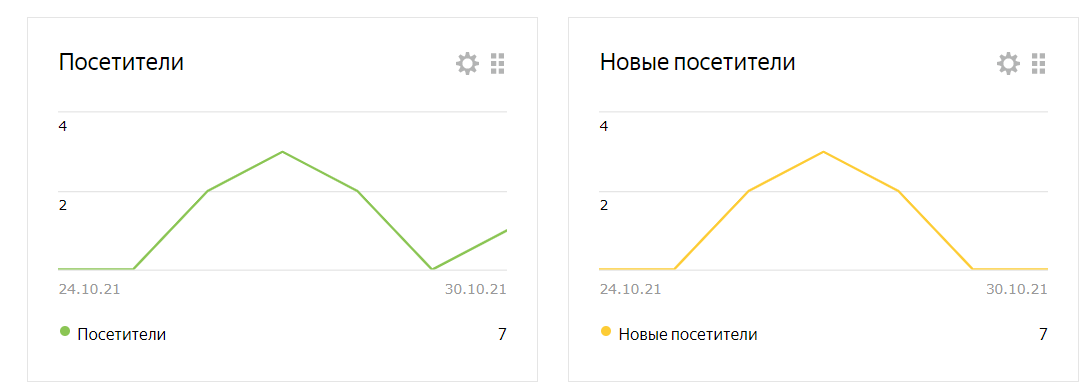 Посетители
4
2
24.10.21 30.10.21
Посетители 7
Новые посетители
4
2
24.10.21 30.10.21
Новые посетители 7